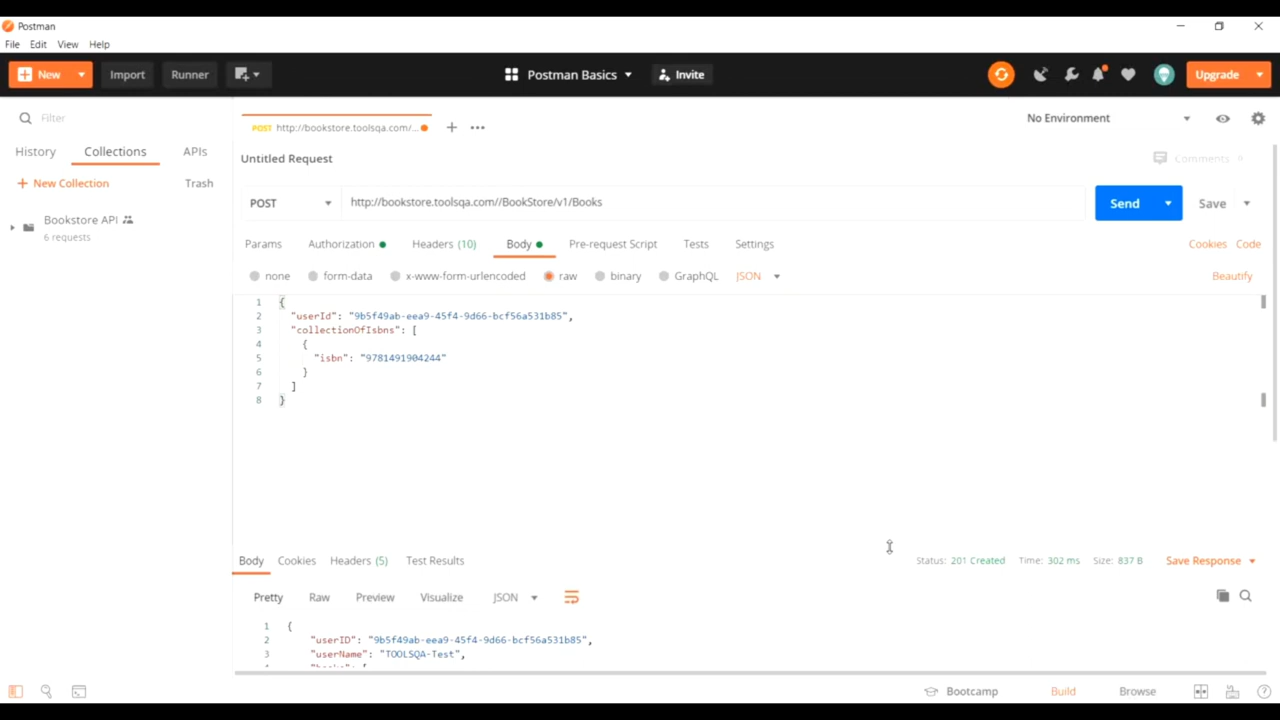 Postman
File Edit View Help
New Import Runner Postman Basics Invite Upgrade
Filter
POST http://bookstore.toolsqa.com/... No Environment
History Collections APIs
Untitled Request Comments 0
+ New Collection Trash
POST http://bookstore.toolsqa.com//BookStore/v1/Books Send Save
Bookstore API
6 requests
Params Authorization Headers (10) Body Pre-request Script Tests Settings Cookies Code
none form-data x-www-form-urlencoded raw binary GraphQL JSON Beautify
1 {
2 "userId": "9b5f49ab-eea9-45f4-9d66-bcf56a531b85",
3 "collectionOfIsbns": [
4 {
5 "isbn": "9781491904244"
6 }
7 ]
8 }
Body Cookies Headers (5) Test Results Status: 201 Created Time: 302 ms Size: 837 B Save Response
Pretty Raw Preview Visualize JSON
1 {
2 "userID": "9b5f49ab-eea9-45f4-9d66-bcf56a531b85",
3 "userName": "TOOLSQA-Test",
Bootcamp Build Browse